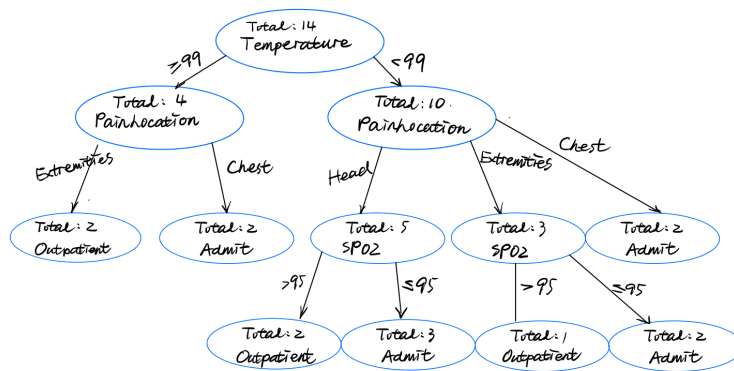 Total: 14
Temperature
≥99
<99
Total: 4
PainLocation
Total: 10
PainLocation
Extremities
Chest
Head
Extremities
Chest
Total: 2
Outpatient
Total: 2
Admit
Total: 5
SPO2
Total: 3
SPO2
Total: 2
Admit
>95
≤95
>95
≤95
Total: 2
Outpatient
Total: 3
Admit
Total: 1
Outpatient
Total: 2
Admit